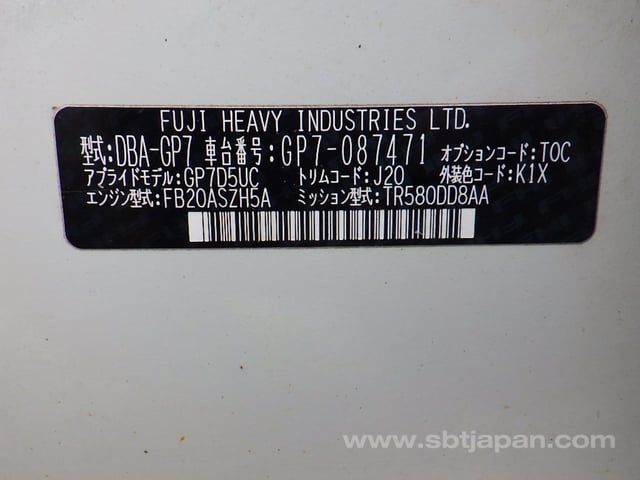 FUJI HEAVY INDUSTRIES LTD.
型式:DBA-GP7 車台番号:GP7-087471 オプションコード:TOC
アプライドモデル:GP7D5UC トリムコード:J20 外装色コード:K1X
エンジン型式:FB20ASZH5A ミッション型式:TR580DD8AA
www.sbtjapan.com